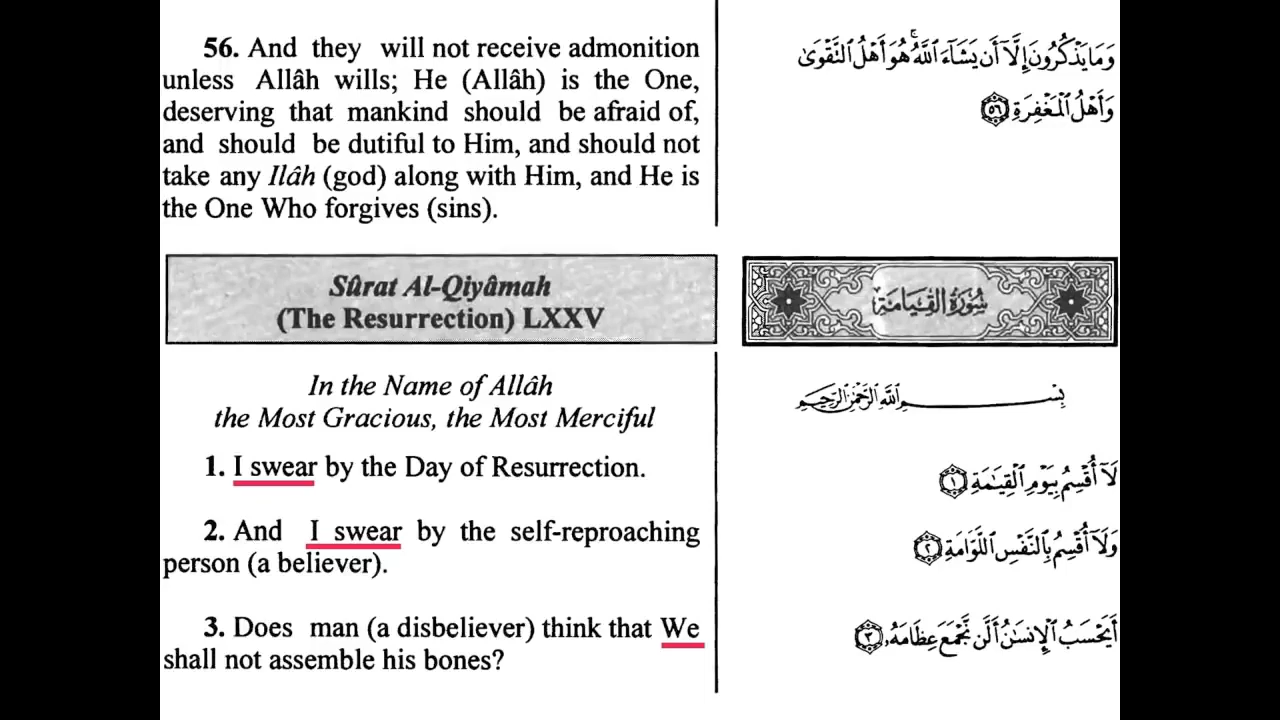 56. And they will not receive admonition
unless Allâh wills; He (Allâh) is the One,
deserving that mankind should be afraid of,
and should be dutiful to Him, and should not
take any Ilâh (god) along with Him, and He is
the One Who forgives (sins).
وَمَا يَذْكُرُونَ إِلَّآ أَن يَشَآءَ ٱللَّهُ ۚ هُوَ أَهْلُ ٱلتَّقْوَىٰ
وَأَهْلُ ٱلْمَغْفِرَةِ ٥٦
Sûrat Al-Qiyâmah
(The Resurrection) LXXV
سُورَةُ القِيَامَة
In the Name of Allâh
the Most Gracious, the Most Merciful
بِسْمِ ٱللَّهِ ٱلرَّحْمَٰنِ ٱلرَّحِيمِ
1. I swear by the Day of Resurrection.
لَآ أُقْسِمُ بِيَوْمِ ٱلْقِيَٰمَةِ ١
2. And I swear by the self-reproaching
person (a believer).
وَلَآ أُقْسِمُ بِٱلنَّفْسِ ٱللَّوَّامَةِ ٢
3. Does man (a disbeliever) think that We
shall not assemble his bones?
أَيَحْسَبُ ٱلْإِنسَٰنُ أَلَّن نَّجْمَعَ عِظَامَهُۥ ٣